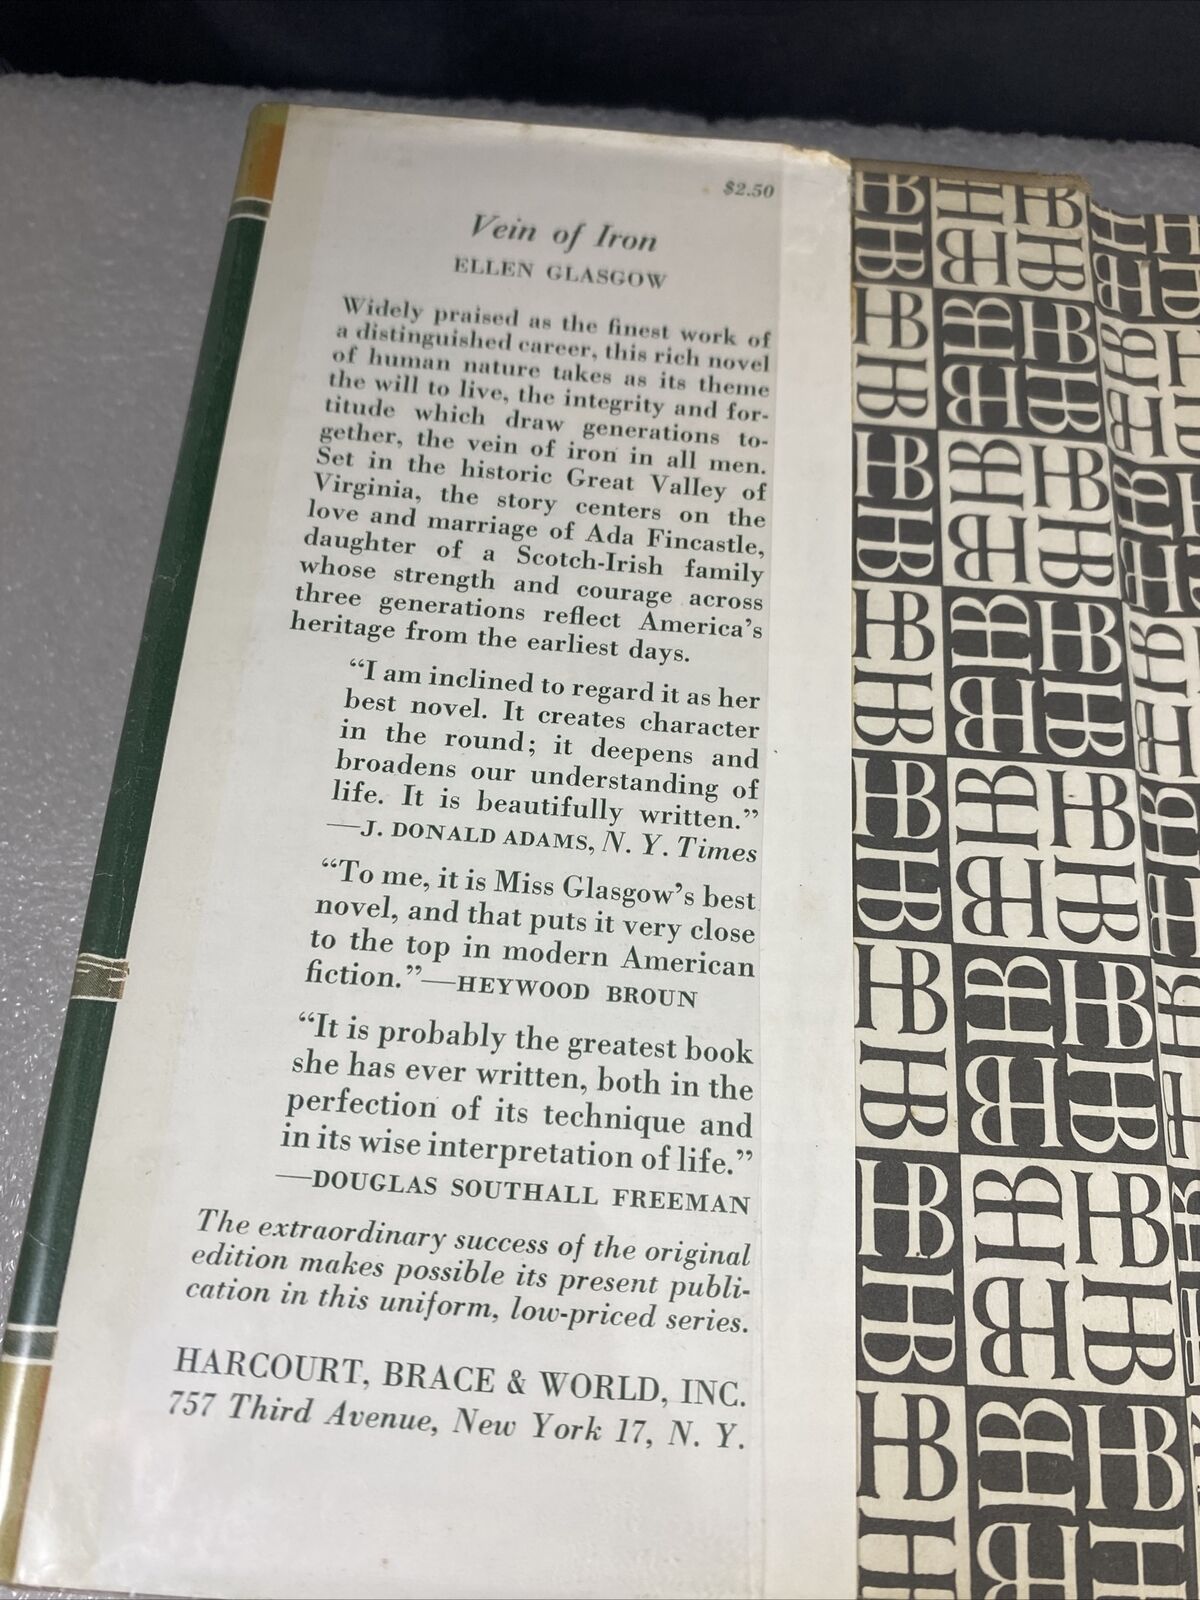 $2.50
Vein of Iron
ELLEN GLASGOW
Widely praised as the finest work of
a distinguished career, this rich novel
of human nature takes as its theme
the will to live, the integrity and for-
titude which draw generations to-
gether, the vein of iron in all men.
Set in the historic Great Valley of
Virginia, the story centers on the
love and marriage of Ada Fincastle,
daughter of a Scotch-Irish family
whose strength and courage across
three generations reflect America's
heritage from the earliest days.
“I am inclined to regard it as her
best novel. It creates character
in the round; it deepens and
broadens our understanding of
life. It is beautifully written.”
—J. DONALD ADAMS, N. Y. Times
“To me, it is Miss Glasgow's best
novel, and that puts it very close
to the top in modern American
fiction.”—HEYWOOD BROUN
“It is probably the greatest book
she has ever written, both in the
perfection of its technique and
in its wise interpretation of life.”
—DOUGLAS SOUTHALL FREEMAN
The extraordinary success of the original
edition makes possible its present publi-
cation in this uniform, low-priced series.
HARCOURT, BRACE & WORLD, INC.
757 Third Avenue, New York 17, N. Y.